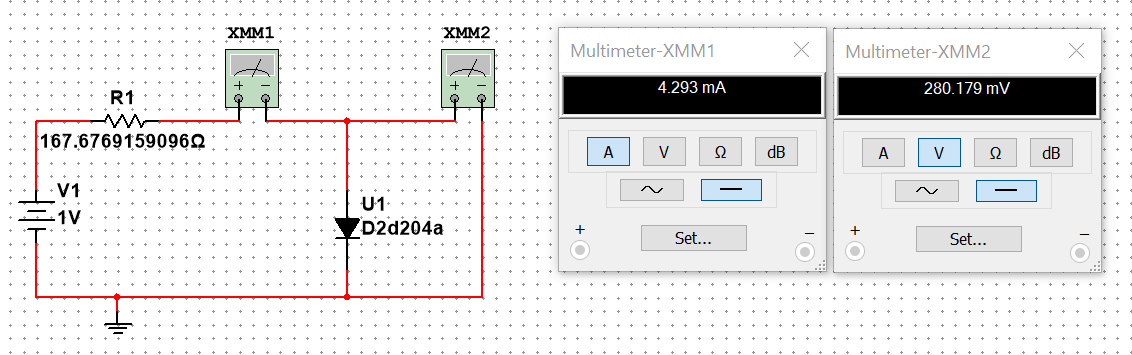 XMM1
XMM2
R1
167.6769159096Ω
V1
1V
U1
D2d204a
+ −
+ −
Multimeter-XMM1
4.293 mA
A V Ω dB
+
Set...
−
Multimeter-XMM2
280.179 mV
A V Ω dB
+
Set...
−